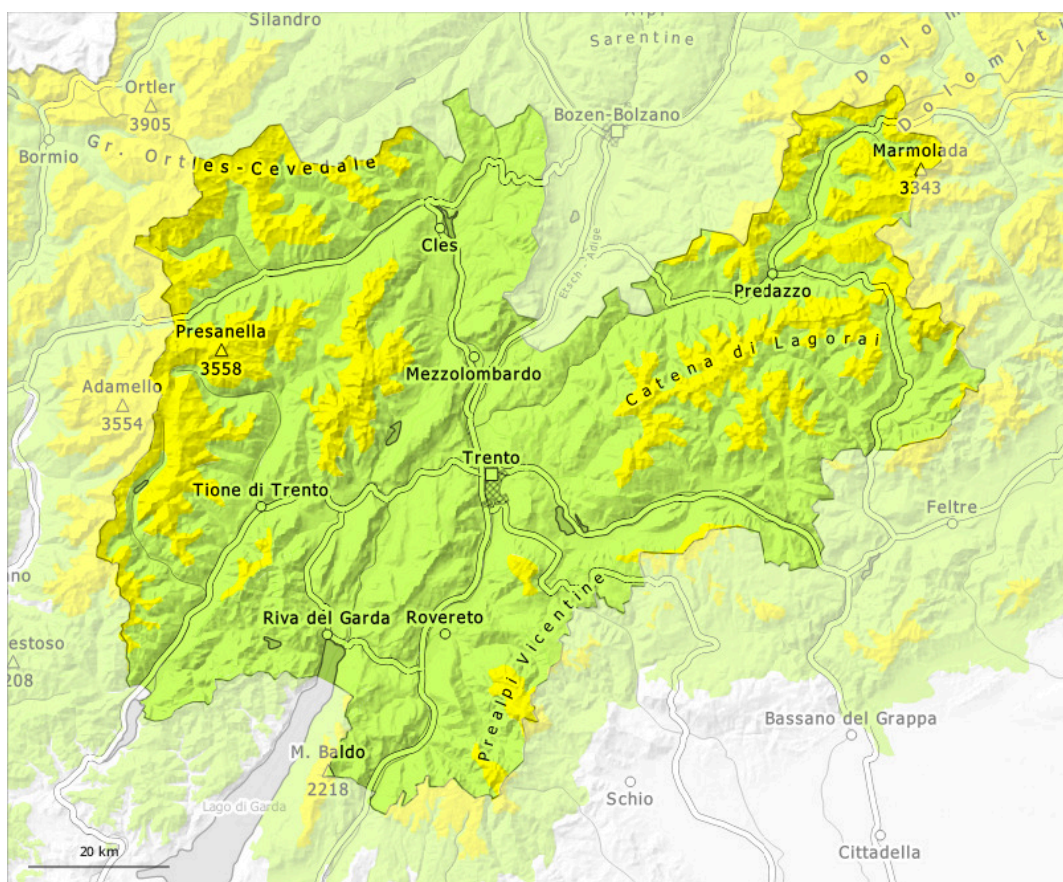 Silandro
Sarentine
Ortler
3905
Bozen-Bolzano
Dolomiti
Bormio
Gr. Ortles-Cevedale
Marmolada
3343
Cles
Etsch - Adige
Predazzo
Presanella
3558
Catena di Lagorai
Mezzolombardo
Adamello
3554
Trento
Tione di Trento
Feltre
Riva del Garda
Rovereto
Prealpi Vicentine
estoso
208
M. Baldo
2218
Bassano del Grappa
Lago di Garda
Schio
20 km
Cittadella